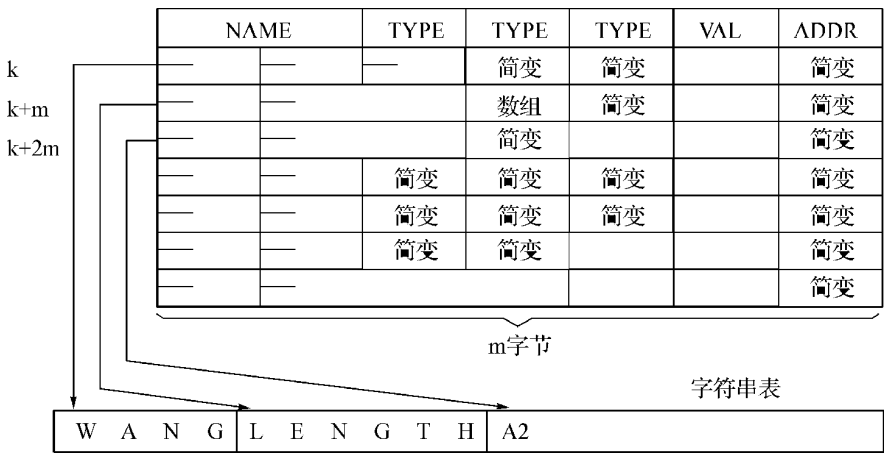 NAME TYPE TYPE TYPE VAL ADDR
k 简变 简变 简变
k+m 数组 简变 简变
k+2m 简变 简变
简变 简变 简变 简变
简变 简变 简变 简变
简变 简变 简变
简变
m字节
字符串表
W A N G L E N G T H A2